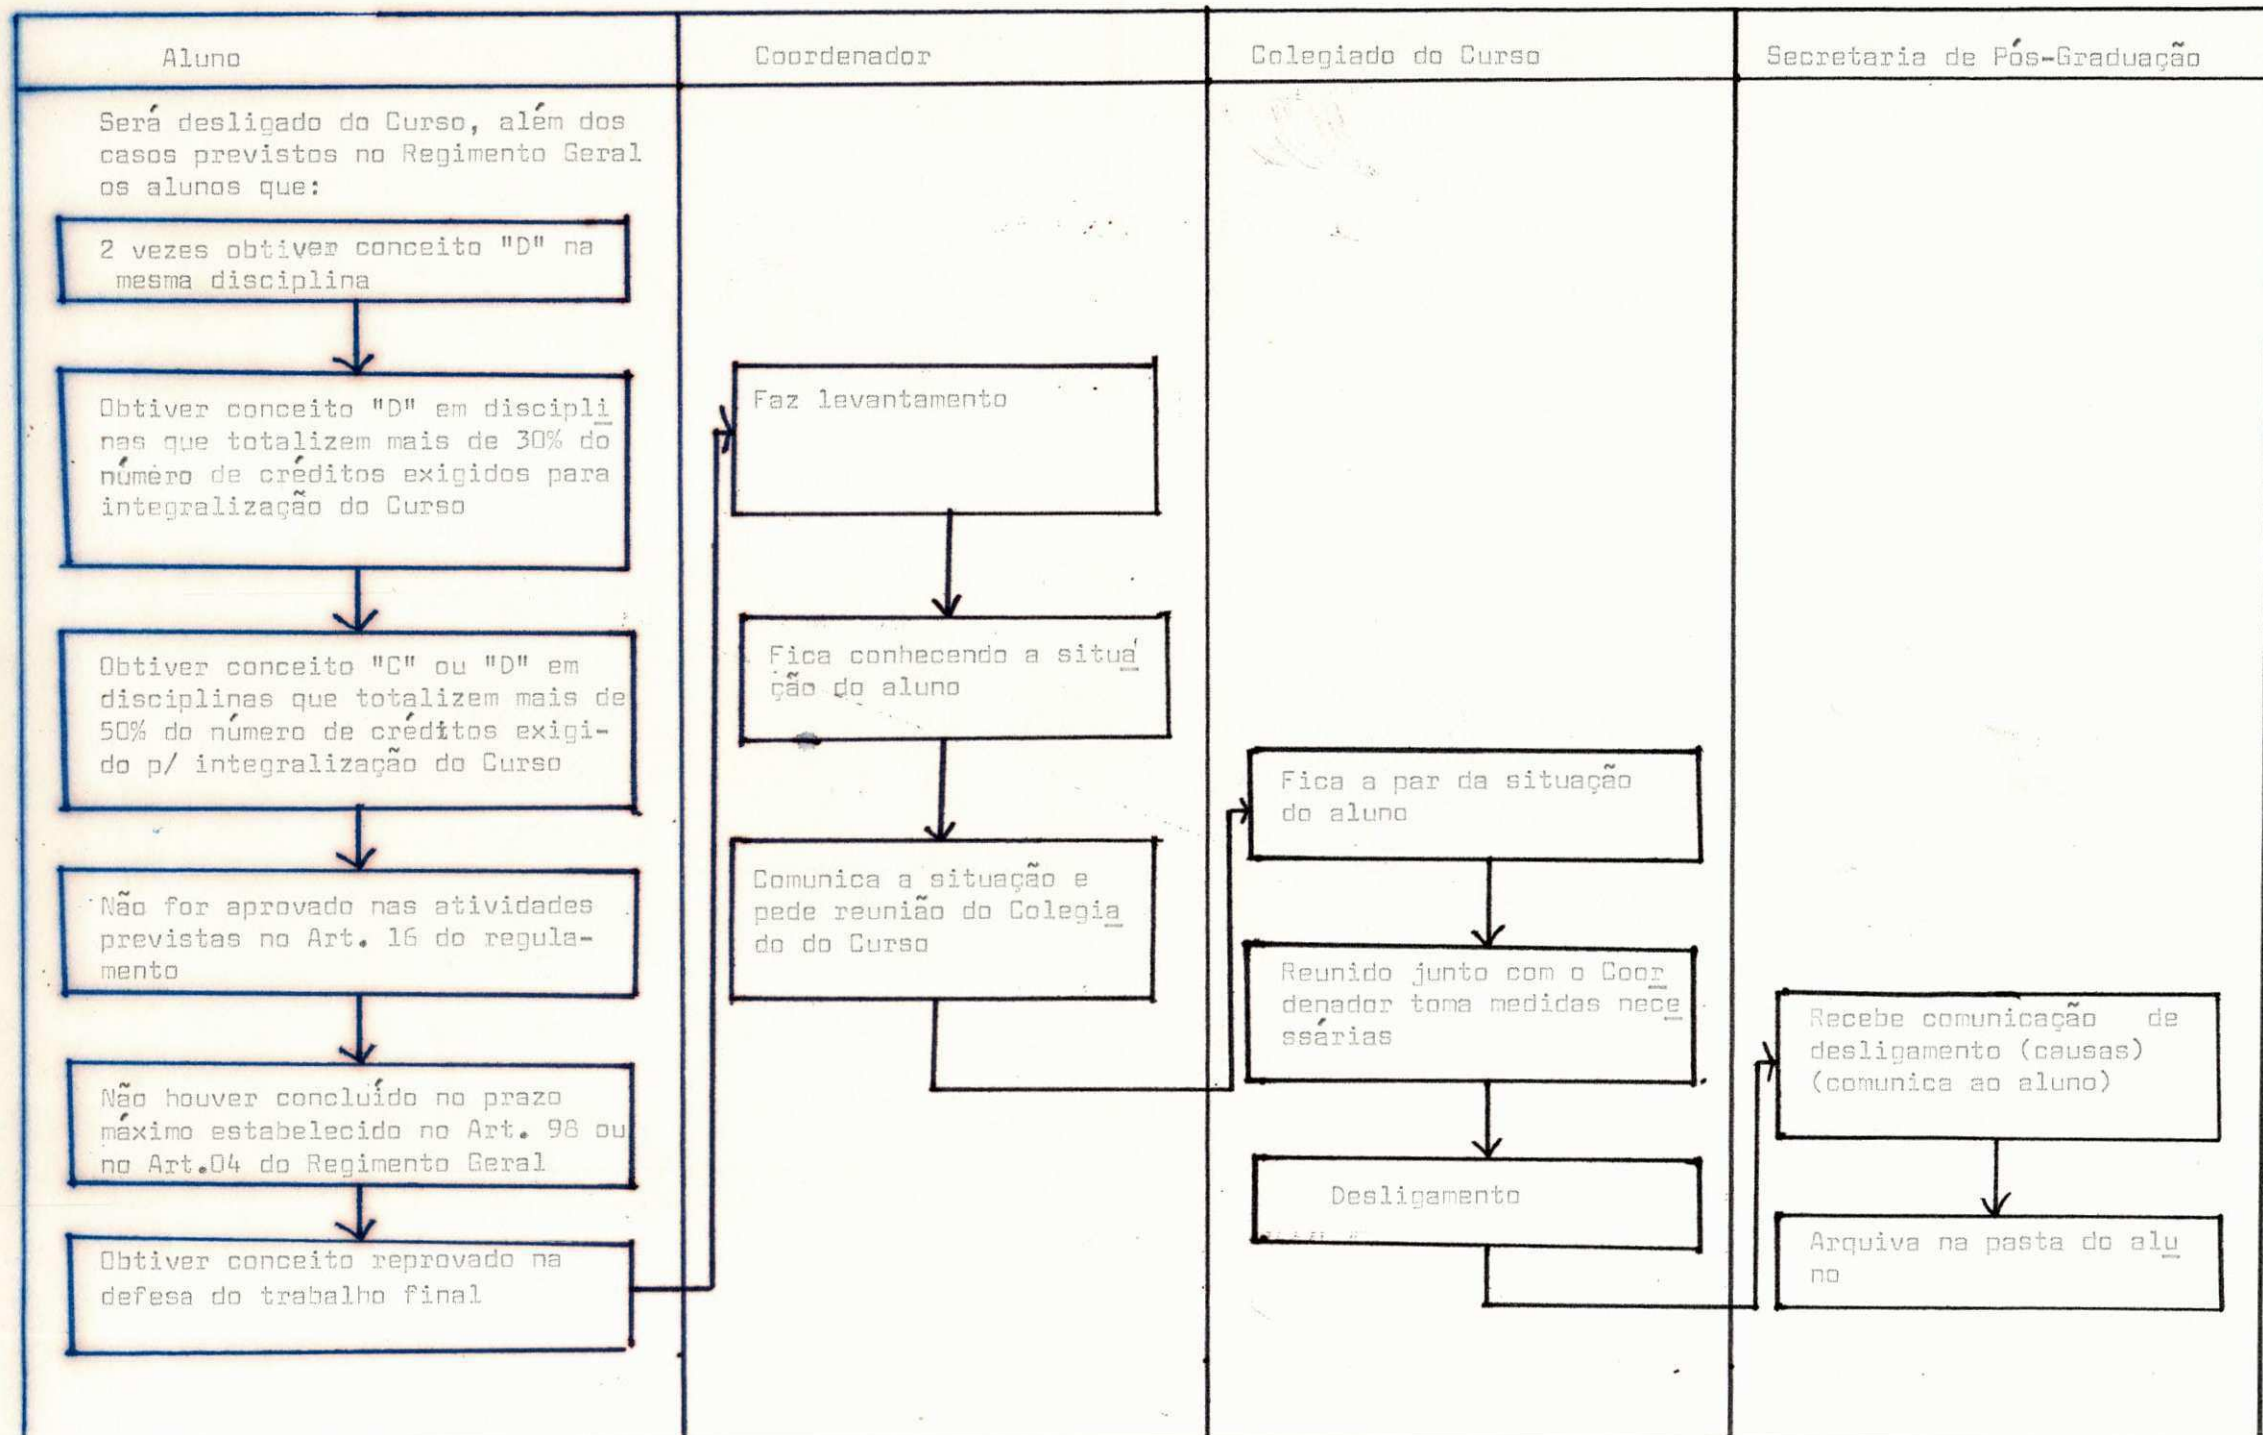 Aluno
Coordenador
Colegiado do Curso
Secretaria de Pós-Graduação
Será desligado do Curso, além dos
casos previstos no Regimento Geral
os alunos que:
2 vezes obtiver conceito "D" na
mesma disciplina
Obtiver conceito "D" em discipli
nas que totalizem mais de 30% do
número de créditos exigidos para
integralização do Curso
Obtiver conceito "C" ou "D" em
disciplinas que totalizem mais de
50% do número de créditos exigi-
do p/ integralização do Curso
Não for aprovado nas atividades
previstas no Art. 16 do regula-
mento
Não houver concluído no prazo
máximo estabelecido no Art. 98 ou
no Art.04 do Regimento Geral
Obtiver conceito reprovado na
defesa do trabalho final
Faz levantamento
Fica conhecendo a situa
ção do aluno
Comunica a situação e
pede reunião do Colegia
do do Curso
Fica a par da situação
do aluno
Reunido junto com o Coor
denador toma medidas nece
ssárias
Desligamento
Recebe comunicação de
desligamento (causas)
(comunica ao aluno)
Arquiva na pasta do alu
no